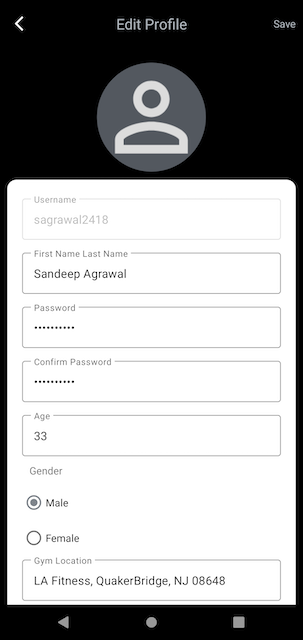 Edit Profile
Save
Username
sagrawal2418
First Name Last Name
Sandeep Agrawal
Password
••••••••••
Confirm Password
••••••••••
Age
33
Gender
Male
Female
Gym Location
LA Fitness, QuakerBridge, NJ 08648